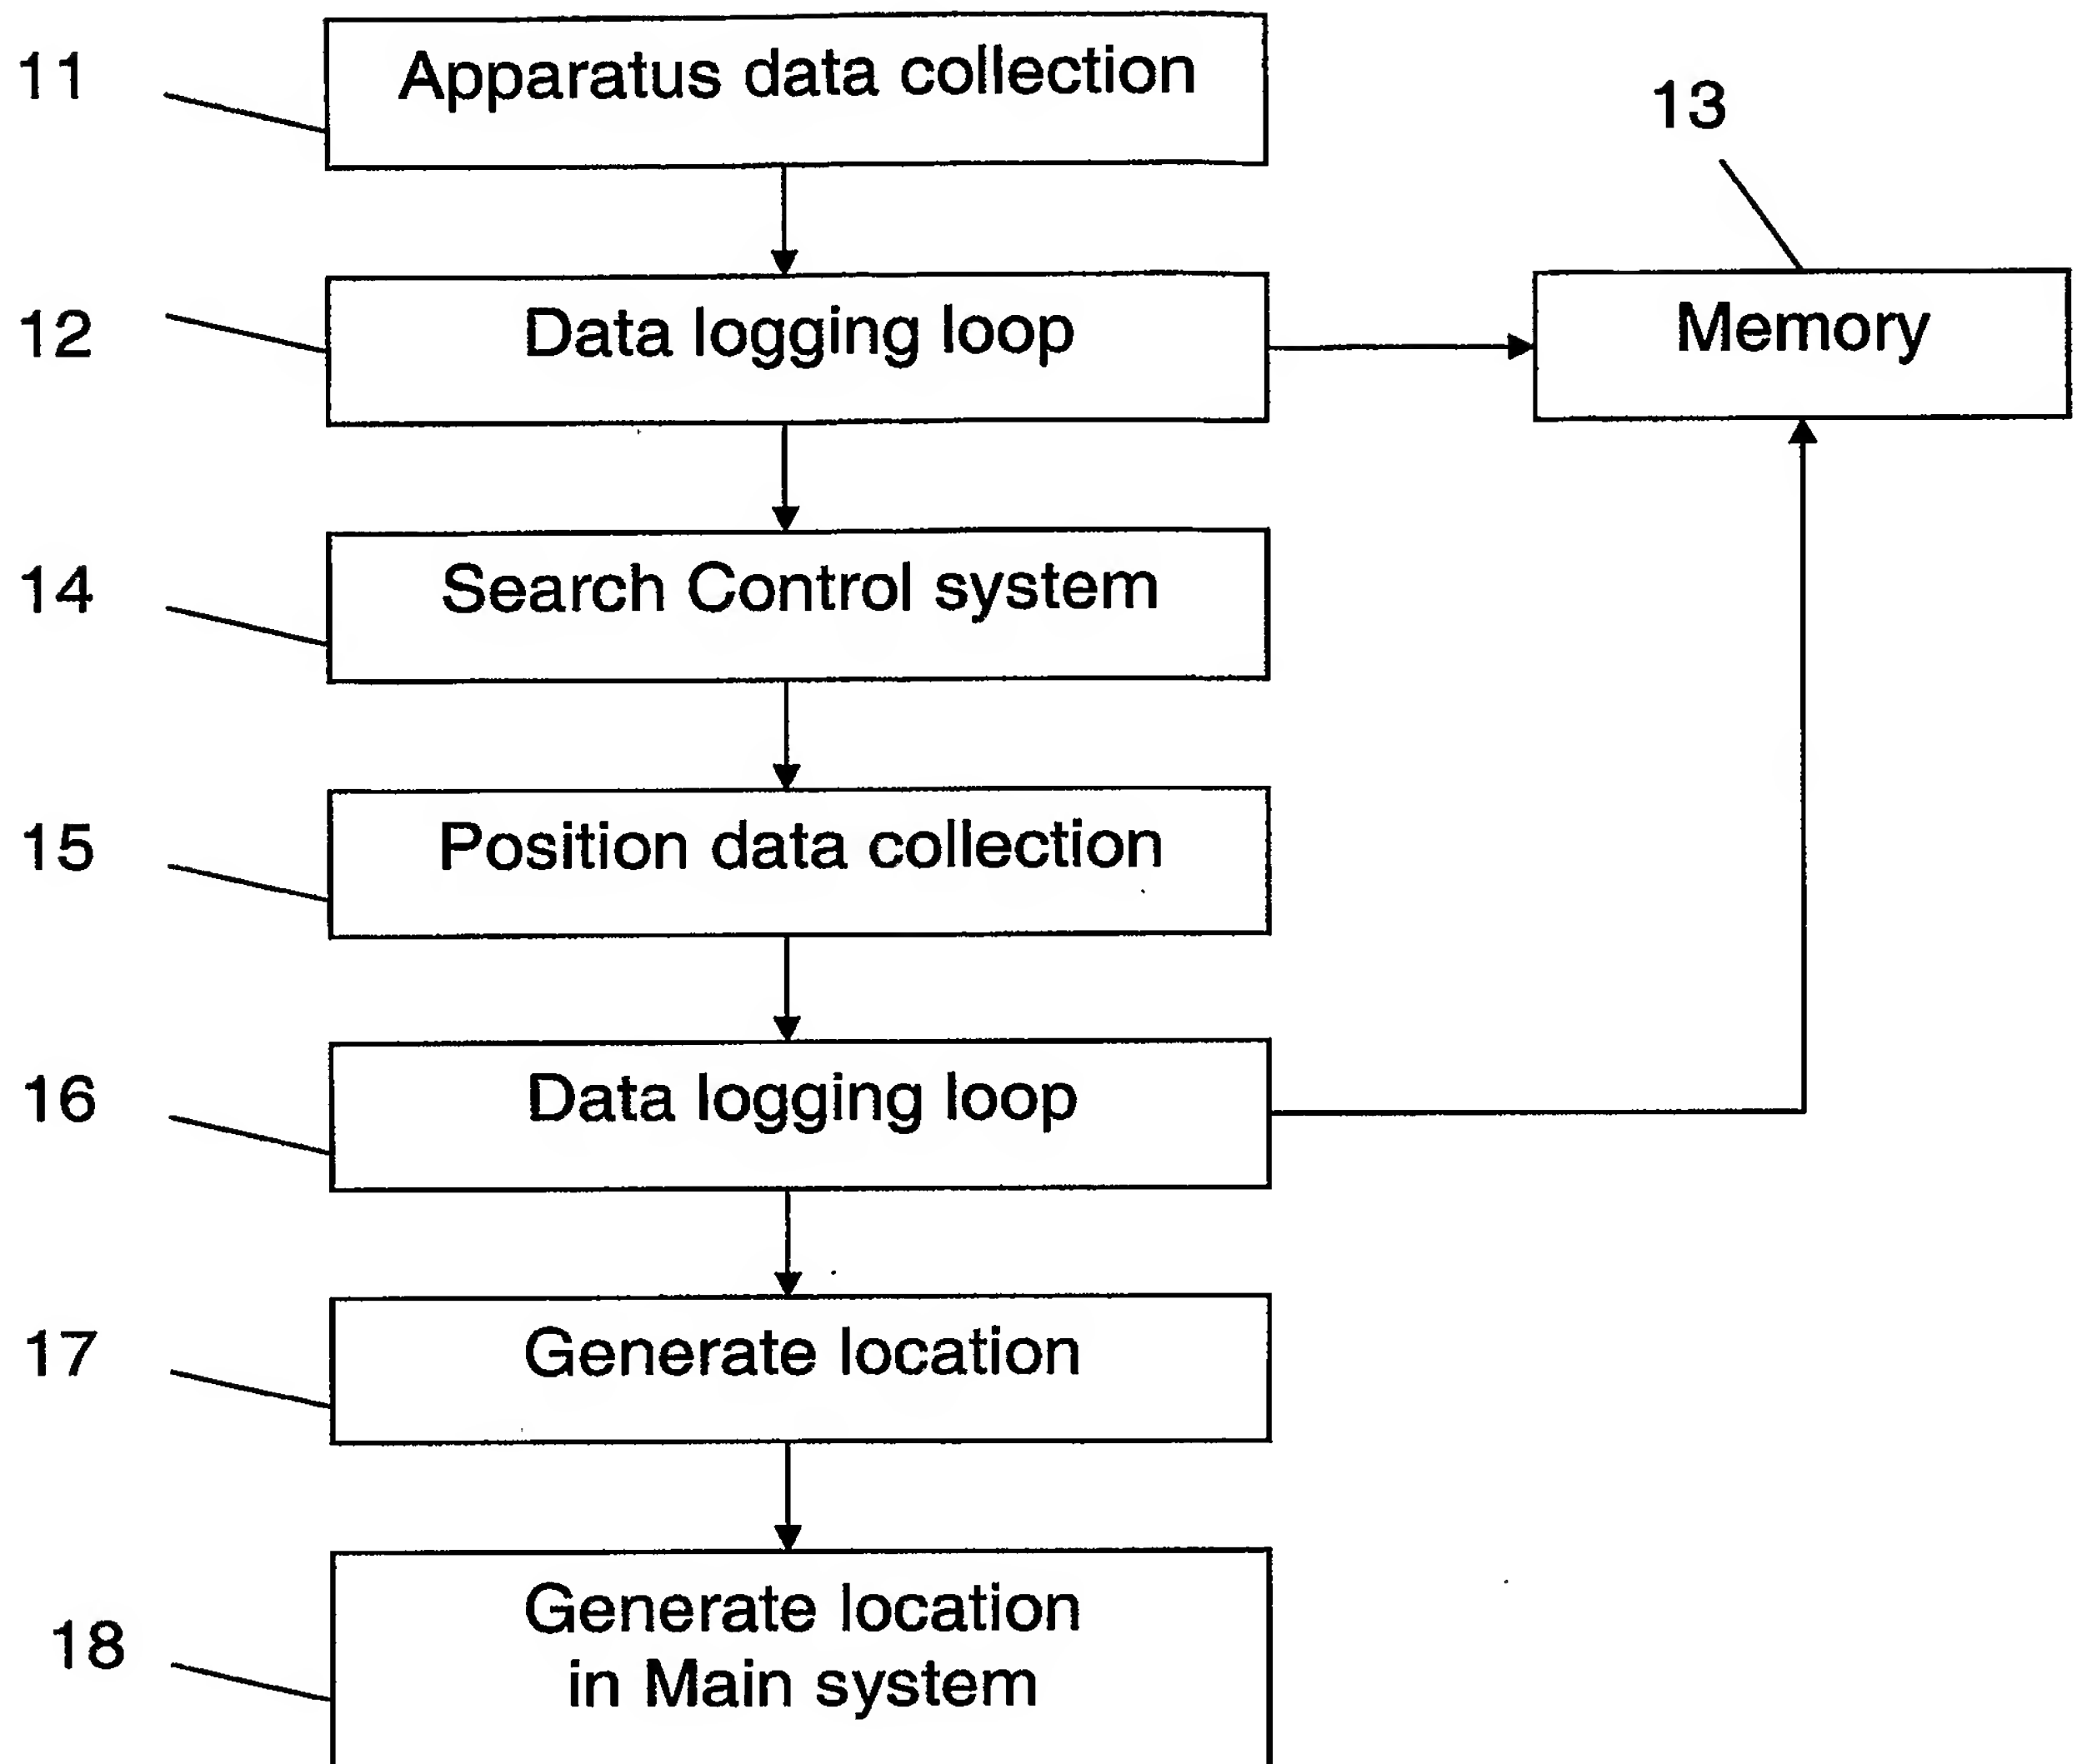 11
Apparatus data collection
13
12
Data logging loop
Memory
14
Search Control system
15
Position data collection
16
Data logging loop
17
Generate location
18
Generate location
in Main system